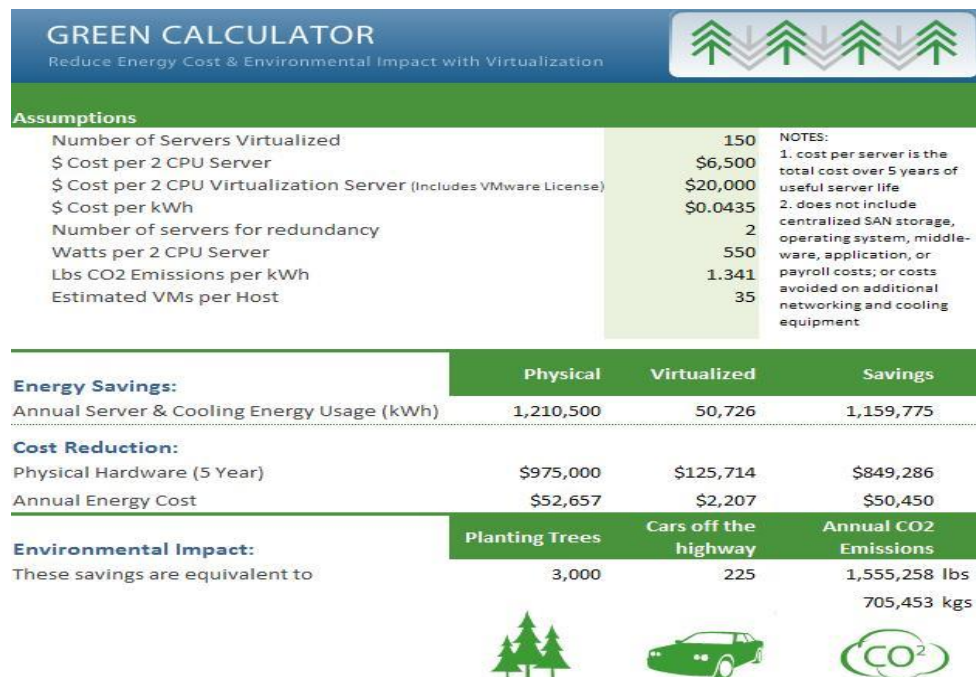 GREEN CALCULATOR
Reduce Energy Cost & Environmental Impact with Virtualization
Assumptions
Number of Servers Virtualized 150
$ Cost per 2 CPU Server $6,500
$ Cost per 2 CPU Virtualization Server (Includes VMware License) $20,000
$ Cost per kWh $0.0435
Number of servers for redundancy 2
Watts per 2 CPU Server 550
Lbs CO2 Emissions per kWh 1.341
Estimated VMs per Host 35
NOTES:
1. cost per server is the
total cost over 5 years of
useful server life
2. does not include
centralized SAN storage,
operating system, middle-
ware, application, or
payroll costs; or costs
avoided on additional
networking and cooling
equipment
Energy Savings: Physical Virtualized Savings
Annual Server & Cooling Energy Usage (kWh) 1,210,500 50,726 1,159,775
Cost Reduction:
Physical Hardware (5 Year) $975,000 $125,714 $849,286
Annual Energy Cost $52,657 $2,207 $50,450
Environmental Impact: Planting Trees Cars off the highway Annual CO2 Emissions
These savings are equivalent to 3,000 225 1,555,258 lbs
705,453 kgs
CO2